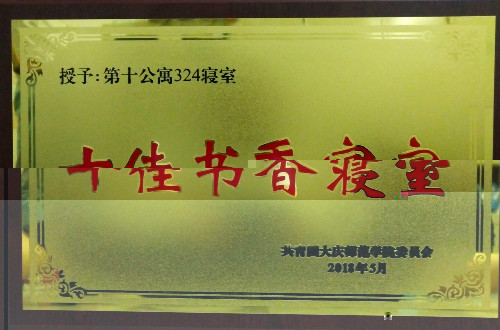 授予：第十公寓324寝室
十佳书香寝室
共青团大庆师范学院委员会
2018年5月